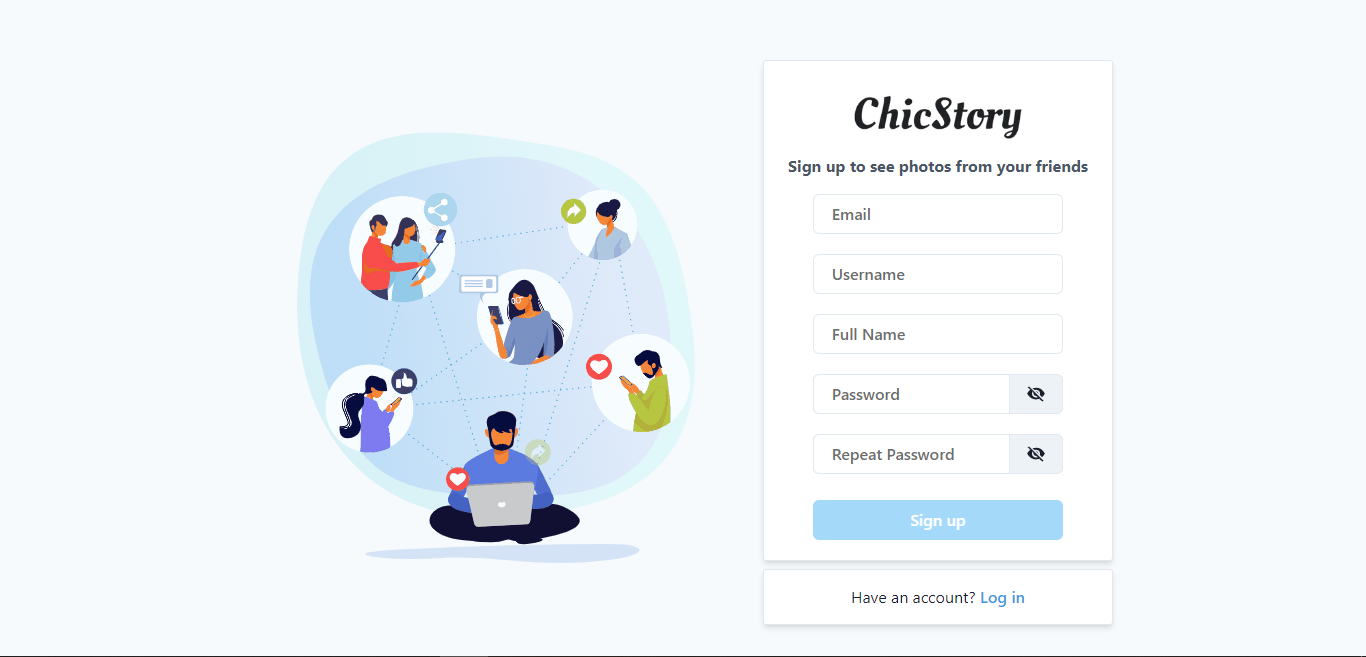 ChicStory
Sign up to see photos from your friends
Email
Username
Full Name
Password
Repeat Password
Sign up
Have an account? Log in